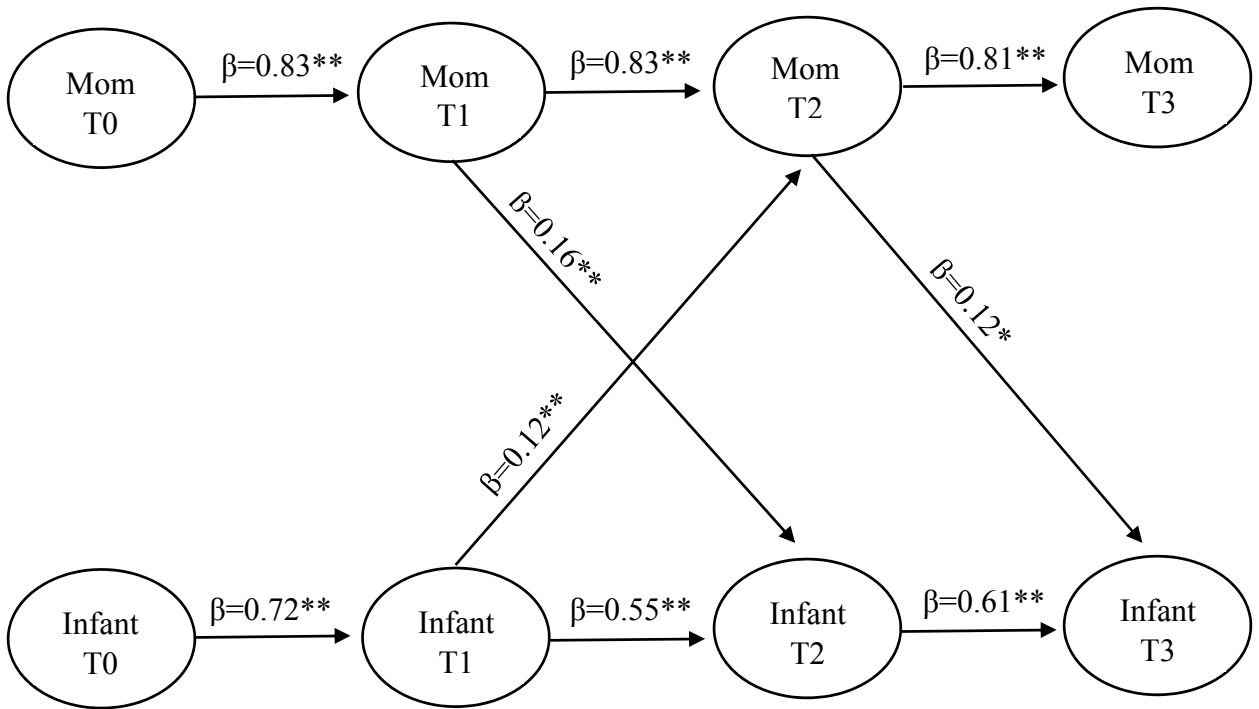 Mom
T0
β=0.83**
Mom
T1
β=0.83**
Mom
T2
β=0.81**
Mom
T3
β=0.16**
β=0.12**
β=0.12*
Infant
T0
β=0.72**
Infant
T1
β=0.55**
Infant
T2
β=0.61**
Infant
T3